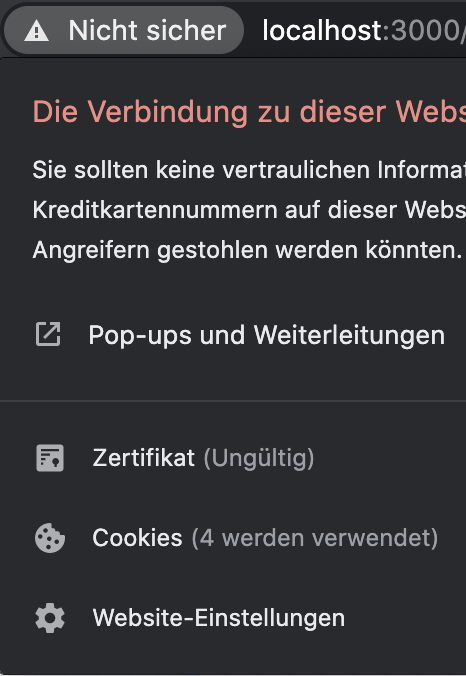 Nicht sicher localhost:3000/
Die Verbindung zu dieser Webs
Sie sollten keine vertraulichen Informat
Kreditkartennummern auf dieser Webs
Angreifern gestohlen werden könnten.
Pop-ups und Weiterleitungen
Zertifikat (Ungültig)
Cookies (4 werden verwendet)
Website-Einstellungen